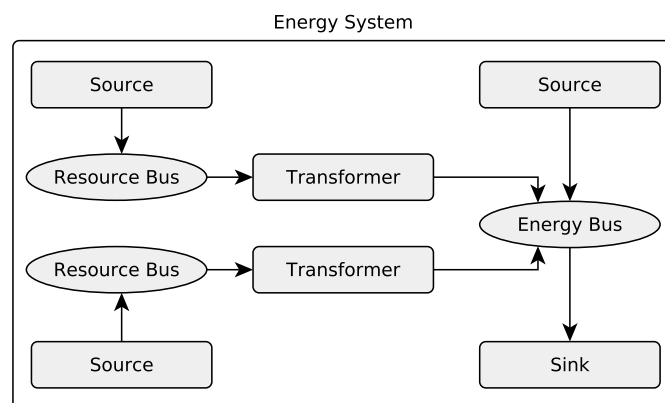 Energy System
Source
Source
Resource Bus
Transformer
Energy Bus
Resource Bus
Transformer
Source
Sink